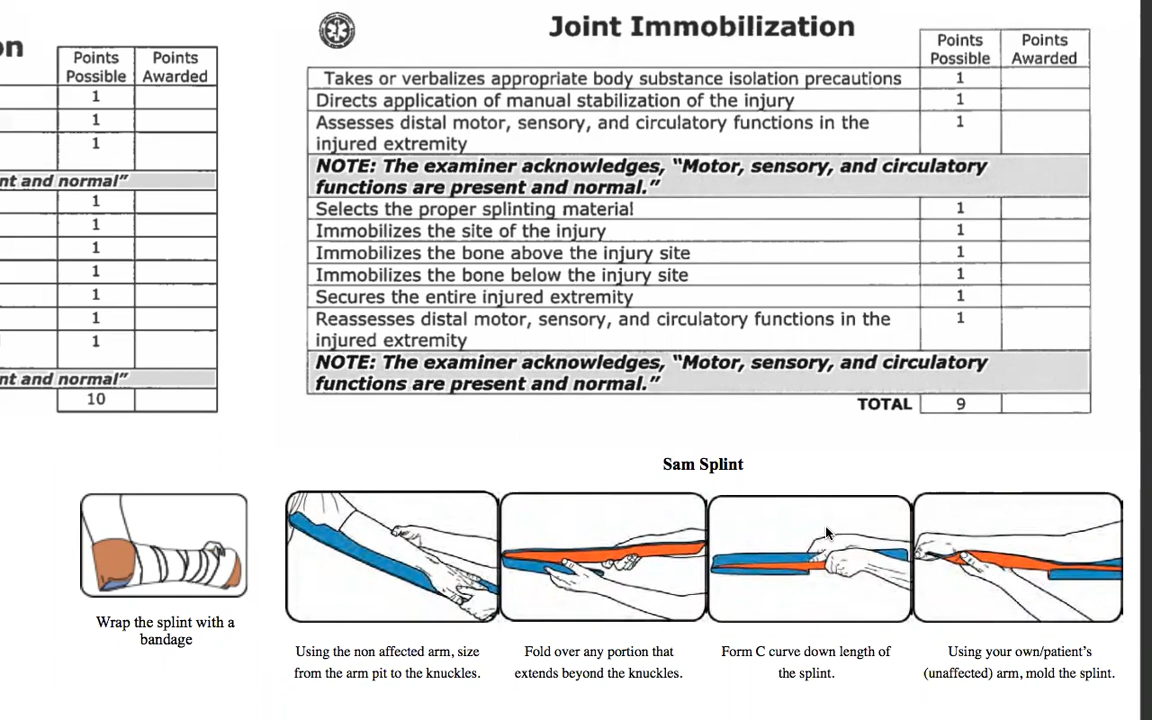 on
Points Possible Points Awarded
1
1
1
nt and normal”
1
1
1
1
1
1
1
nt and normal”
10
Wrap the splint with a
bandage
Joint Immobilization
Points Possible Points Awarded
Takes or verbalizes appropriate body substance isolation precautions 1
Directs application of manual stabilization of the injury 1
Assesses distal motor, sensory, and circulatory functions in the 1
injured extremity
NOTE: The examiner acknowledges, “Motor, sensory, and circulatory
functions are present and normal.”
Selects the proper splinting material 1
Immobilizes the site of the injury 1
Immobilizes the bone above the injury site 1
Immobilizes the bone below the injury site 1
Secures the entire injured extremity 1
Reassesses distal motor, sensory, and circulatory functions in the 1
injured extremity
NOTE: The examiner acknowledges, “Motor, sensory, and circulatory
functions are present and normal.”
TOTAL 9
Sam Splint
Using the non affected arm, size
from the arm pit to the knuckles.
Fold over any portion that
extends beyond the knuckles.
Form C curve down length of
the splint.
Using your own/patient’s
(unaffected) arm, mold the splint.